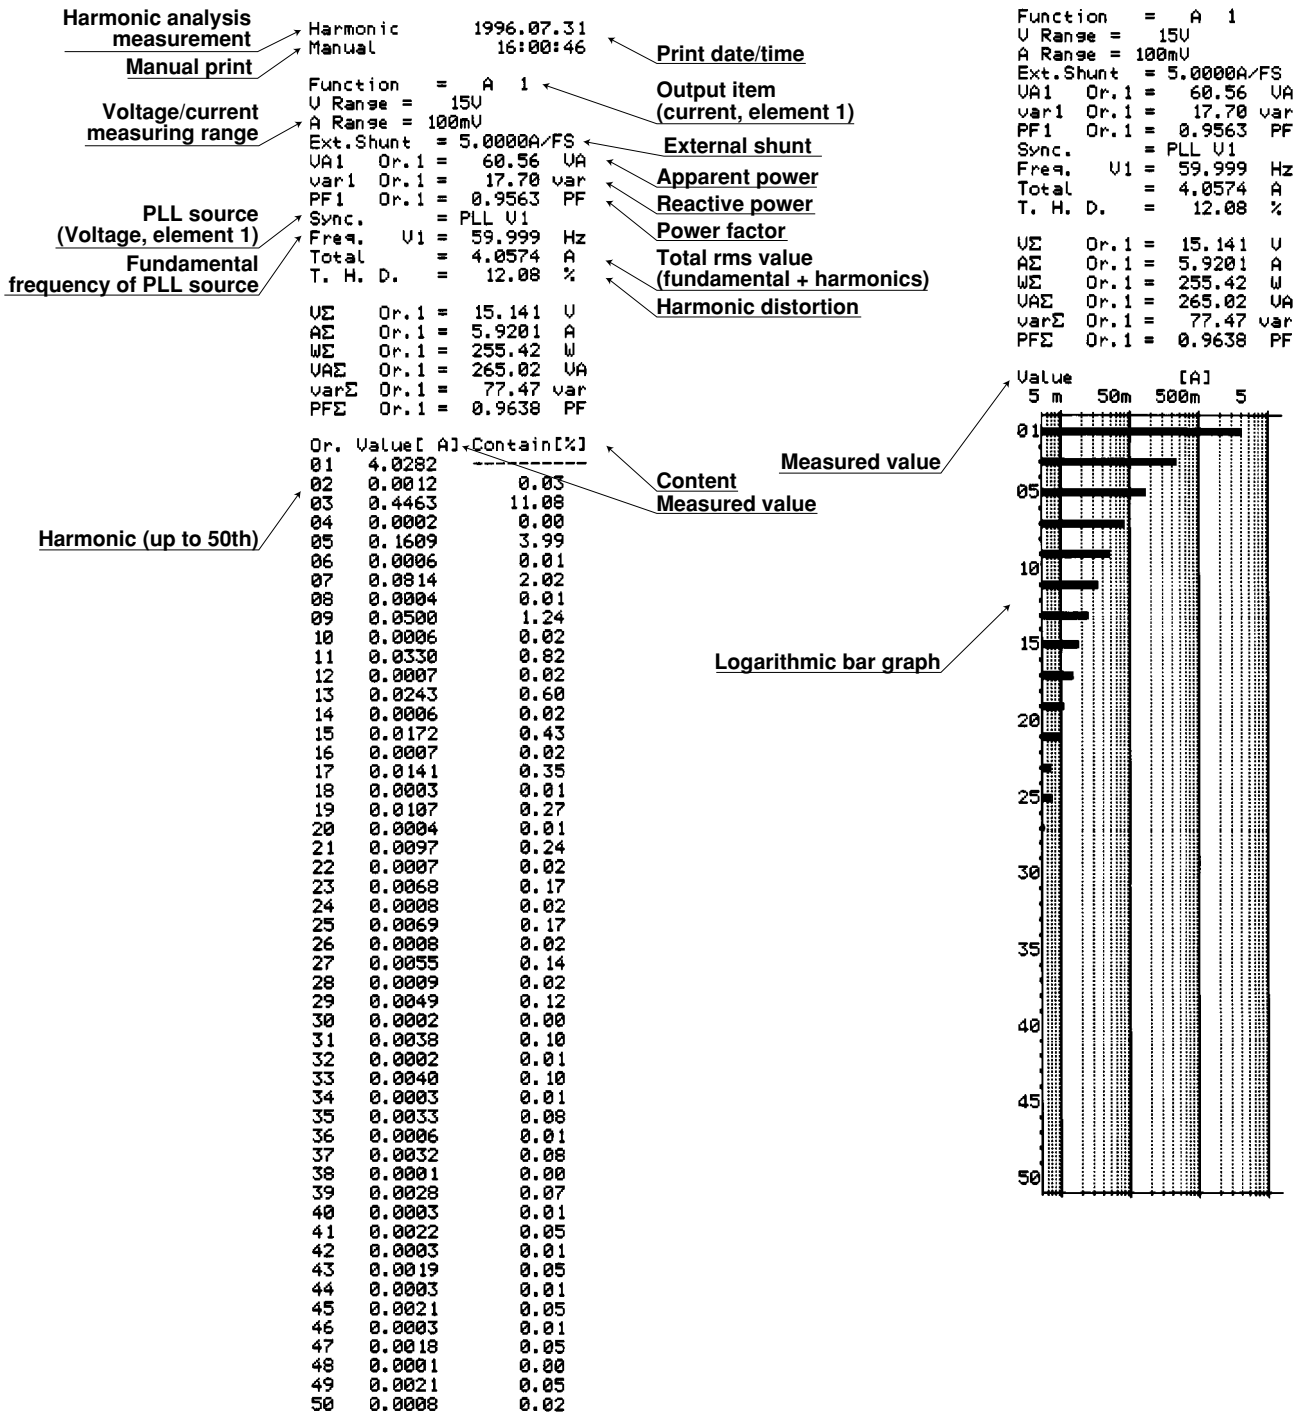 Harmonic analysis
measurement
Manual print
Voltage/current
measuring range
PLL source
(Voltage, element 1)
Fundamental
frequency of PLL source
Harmonic (up to 50th)
Harmonic 1996.07.31
Manual 16:00:46
Function = A 1
V Range = 15V
A Range = 100mV
Ext.Shunt = 5.0000A/FS
VA1 Or.1 = 60.56 VA
var1 Or.1 = 17.70 var
PF1 Or.1 = 0.9563 PF
Sync. = PLL V1
Freq. V1 = 59.999 Hz
Total = 4.0574 A
T. H. D. = 12.08 %
VΣ Or.1 = 15.141 V
AΣ Or.1 = 5.9201 A
WΣ Or.1 = 255.42 W
VAΣ Or.1 = 265.02 VA
varΣ Or.1 = 77.47 var
PFΣ Or.1 = 0.9638 PF
Or. Value[ A] Contain[%]
01 4.0282 ----------
02 0.0012 0.03
03 0.4463 11.08
04 0.0002 0.00
05 0.1609 3.99
06 0.0006 0.01
07 0.0814 2.02
08 0.0004 0.01
09 0.0500 1.24
10 0.0006 0.02
11 0.0330 0.82
12 0.0007 0.02
13 0.0243 0.60
14 0.0006 0.02
15 0.0172 0.43
16 0.0007 0.02
17 0.0141 0.35
18 0.0003 0.01
19 0.0107 0.27
20 0.0004 0.01
21 0.0097 0.24
22 0.0007 0.02
23 0.0068 0.17
24 0.0008 0.02
25 0.0069 0.17
26 0.0008 0.02
27 0.0055 0.14
28 0.0009 0.02
29 0.0049 0.12
30 0.0002 0.00
31 0.0038 0.10
32 0.0002 0.01
33 0.0040 0.10
34 0.0003 0.01
35 0.0033 0.08
36 0.0006 0.01
37 0.0032 0.08
38 0.0001 0.00
39 0.0028 0.07
40 0.0003 0.01
41 0.0022 0.05
42 0.0003 0.01
43 0.0019 0.05
44 0.0003 0.01
45 0.0021 0.05
46 0.0003 0.01
47 0.0018 0.05
48 0.0001 0.00
49 0.0021 0.05
50 0.0008 0.02
Print date/time
Output item
(current, element 1)
External shunt
Apparent power
Reactive power
Power factor
Total rms value
(fundamental + harmonics)
Harmonic distortion
Content
Measured value
Measured value
Logarithmic bar graph
Function = A 1
V Range = 15V
A Range = 100mV
Ext.Shunt = 5.0000A/FS
VA1 Or.1 = 60.56 VA
var1 Or.1 = 17.70 var
PF1 Or.1 = 0.9563 PF
Sync. = PLL V1
Freq. V1 = 59.999 Hz
Total = 4.0574 A
T. H. D. = 12.08 %
VΣ Or.1 = 15.141 V
AΣ Or.1 = 5.9201 A
WΣ Or.1 = 255.42 W
VAΣ Or.1 = 265.02 VA
varΣ Or.1 = 77.47 var
PFΣ Or.1 = 0.9638 PF
Value [A]
5 m 50m 500m 5
01
05
10
15
20
25
30
35
40
45
50